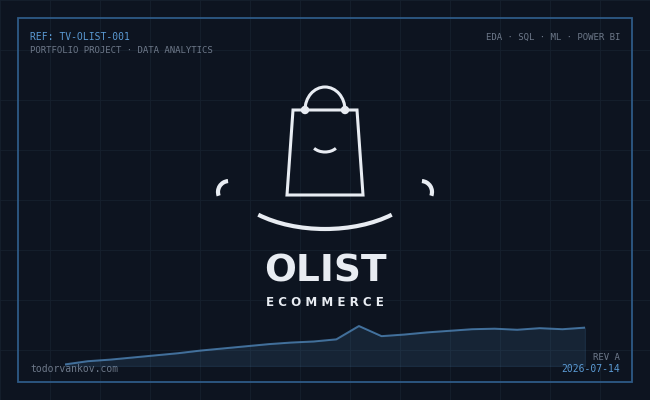 REF: TV-OLIST-001
EDA · SQL · ML · POWER BI
PORTFOLIO PROJECT · DATA ANALYTICS
OLIST
ECOMMERCE
REV A
todorvankov.com
2026-07-14